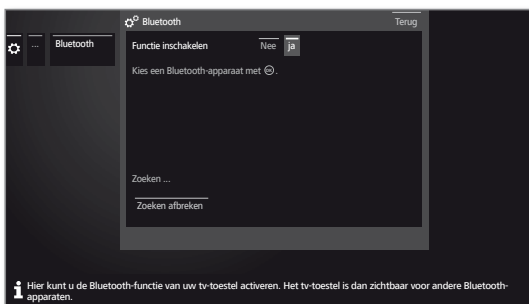 Bluetooth
Terug
... Bluetooth
Functie inschakelen Nee ja
Kies een Bluetooth-apparaat met OK.
Zoeken ...
Zoeken afbreken
Hier kunt u de Bluetooth-functie van uw tv-toestel activeren. Het tv-toestel is dan zichtbaar voor andere Bluetooth-
apparaten.